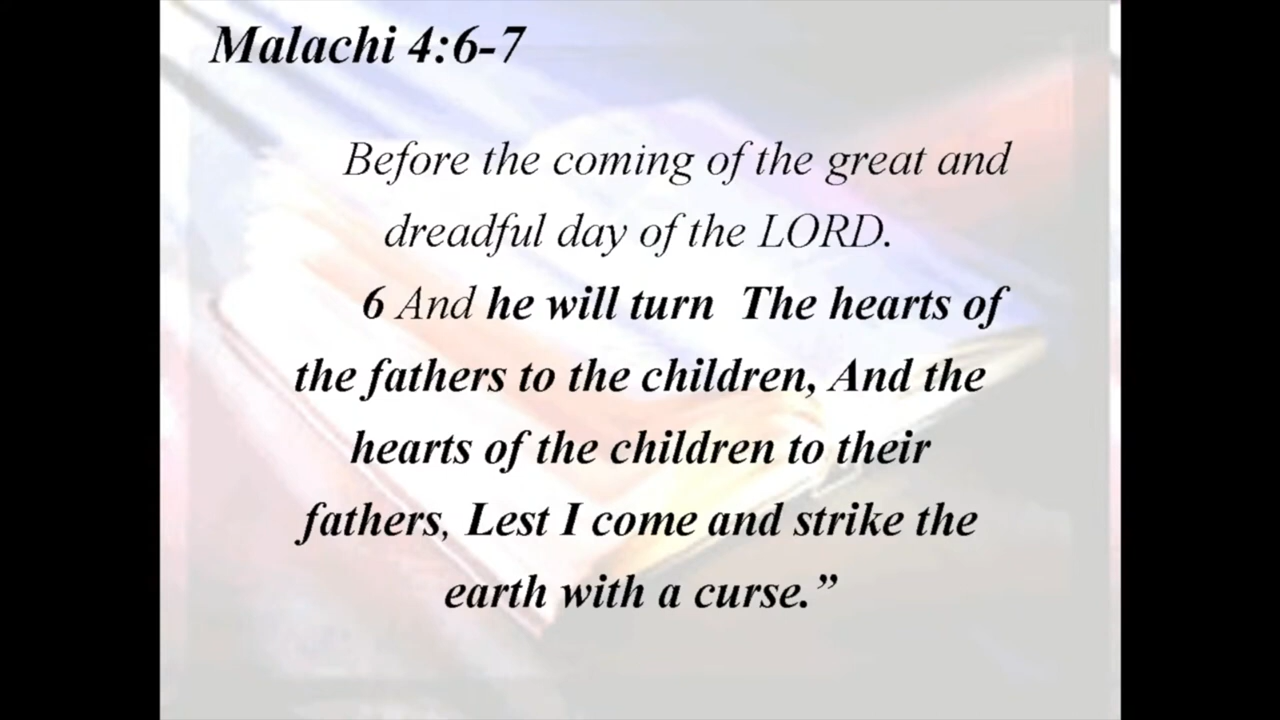 Malachi 4:6-7
Before the coming of the great and
dreadful day of the LORD.
6 And he will turn The hearts of
the fathers to the children, And the
hearts of the children to their
fathers, Lest I come and strike the
earth with a curse.”